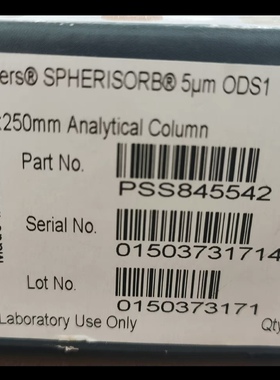 ers® SPHERISORB® 5µm ODS1
250mm Analytical Column
Part No.
PSS845542
Serial No.
01503731714
Lot No.
0150373171
Laboratory Use Only
Qty